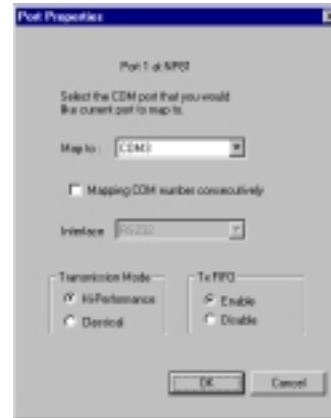 Port Properties
Port 1 at NP61
Select the COM port that you would
like current port to map to.
Map to : COM3
Mapping COM number consecutively
Interface RS232
Transmission Mode
Hi-Performance
Classical
Tx FIFO
Enable
Disable
OK Cancel